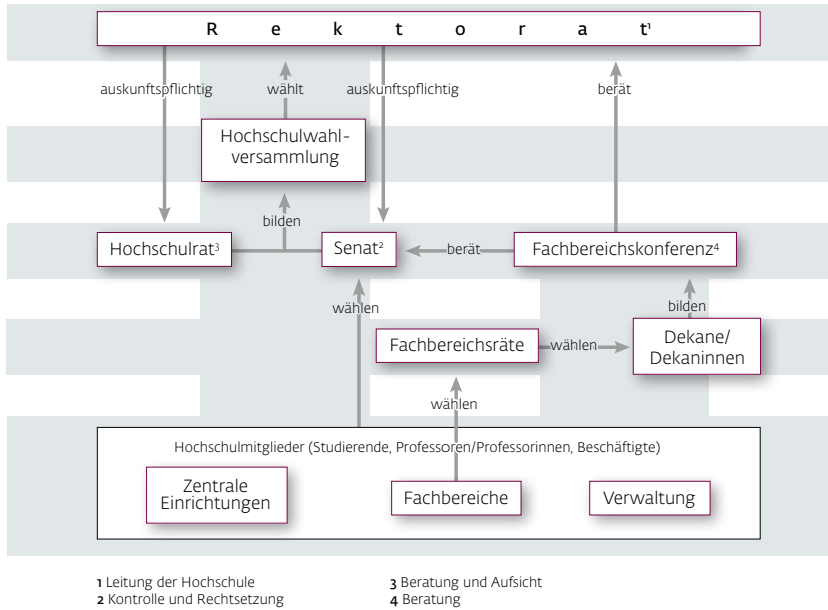 R e k t o r a t¹
auskunftspflichtig
wählt
auskunftspflichtig
berät
Hochschulwahl-
versammlung
bilden
Hochschulrat³
Senat²
berät
Fachbereichskonferenz⁴
wählen
bilden
Fachbereichsräte
wählen
Dekane/
Dekaninnen
wählen
Hochschulmitglieder (Studierende, Professoren/Professorinnen, Beschäftigte)
Zentrale
Einrichtungen
Fachbereiche
Verwaltung
1 Leitung der Hochschule
2 Kontrolle und Rechtsetzung
3 Beratung und Aufsicht
4 Beratung